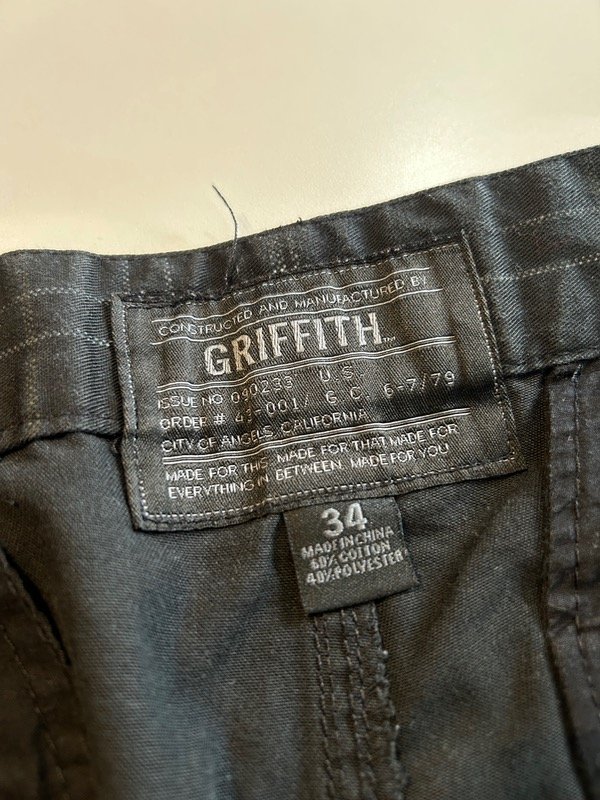 CONSTRUCTED AND MANUFACTURED BY
GRIFFITH™
ISSUE NO 090233 U.S.
ORDER # 43-001/ G C. 6-7/79
CITY OF ANGELS, CALIFORNIA
MADE FOR THIS MADE FOR THAT MADE FOR
EVERYTHING IN BETWEEN. MADE FOR YOU
34
MADE IN CHINA
60% COTTON
40% POLYESTER